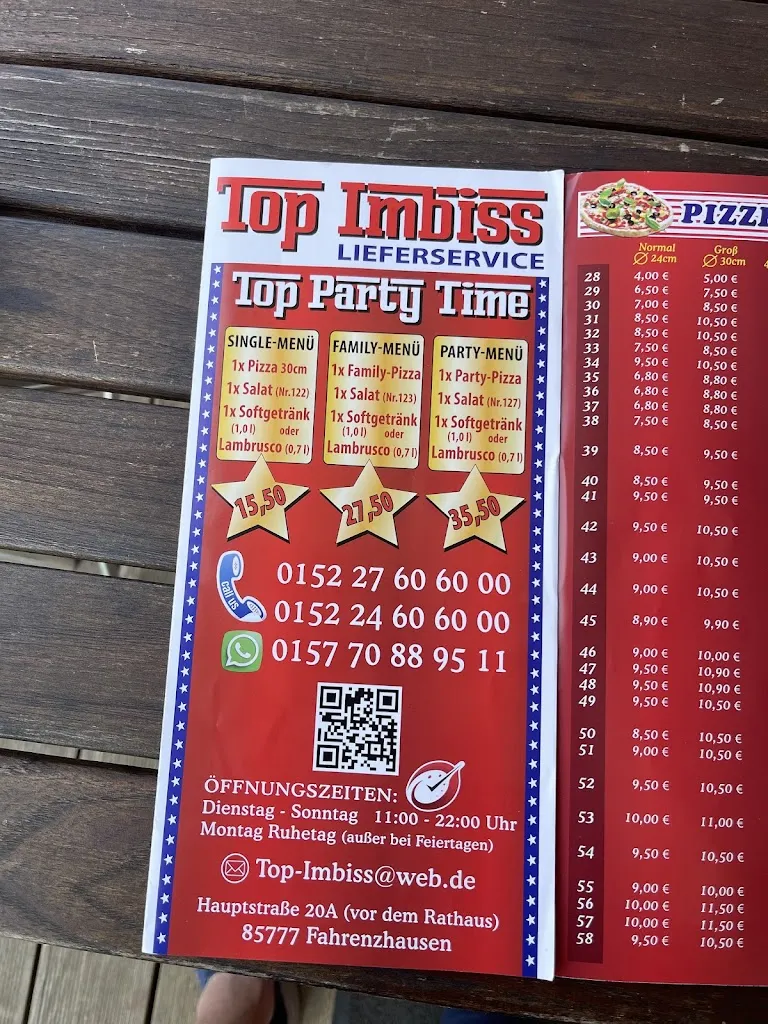 Top Imbiss
LIEFERSERVICE
Top Party Time
SINGLE-MENÜ
1x Pizza 30cm
1x Salat (Nr.122)
1x Softgetränk
(1,0 l) oder
Lambrusco (0,7 l)
15,50
FAMILY-MENÜ
1x Family-Pizza
1x Salat (Nr.123)
1x Softgetränk
(1,0 l) oder
Lambrusco (0,7 l)
27,50
PARTY-MENÜ
1x Party-Pizza
1x Salat (Nr.127)
1x Softgetränk
(1,0 l) oder
Lambrusco (0,7 l)
35,50
call us
0152 27 60 60 00
0152 24 60 60 00
0157 70 88 95 11
ÖFFNUNGSZEITEN:
Dienstag - Sonntag 11:00 - 22:00 Uhr
Montag Ruhetag (außer bei Feiertagen)
Top-Imbiss@web.de
Hauptstraße 20A (vor dem Rathaus)
85777 Fahrenzhausen
PIZZ
Normal Groß
Ø 24cm Ø 30cm
28 4,00 € 5,00 €
29 6,50 € 7,50 €
30 7,00 € 8,50 €
31 8,50 € 10,50 €
32 8,50 € 10,50 €
33 7,50 € 8,50 €
34 9,50 € 10,50 €
35 6,80 € 8,80 €
36 6,80 € 8,80 €
37 6,80 € 8,80 €
38 7,50 € 8,50 €
39 8,50 € 9,50 €
40 8,50 € 9,50 €
41 9,50 € 9,50 €
42 9,50 € 10,50 €
43 9,00 € 10,50 €
44 9,00 € 10,50 €
45 8,90 € 9,90 €
46 9,00 € 10,00 €
47 9,50 € 10,90 €
48 9,50 € 10,90 €
49 9,50 € 10,50 €
50 8,50 € 10,50 €
51 9,00 € 10,50 €
52 9,50 € 10,50 €
53 10,00 € 11,00 €
54 9,50 € 10,50 €
55 9,00 € 10,00 €
56 10,00 € 11,50 €
57 10,00 € 11,50 €
58 9,50 € 10,50 €